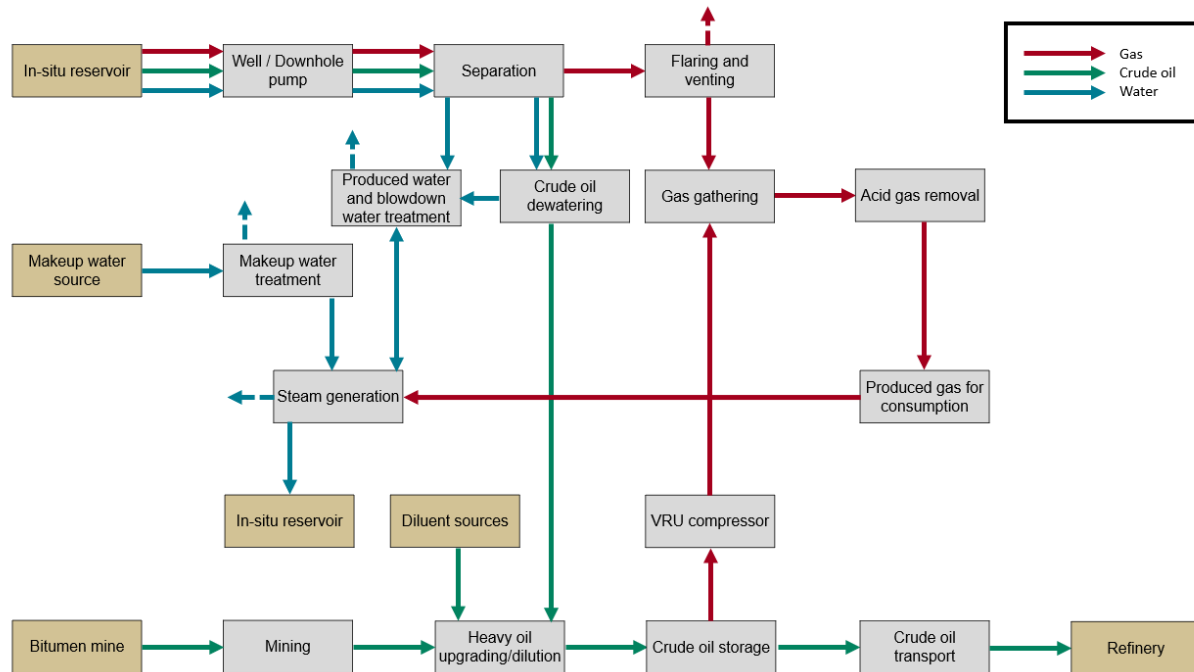 In-situ reservoir
Well / Downhole
pump
Separation
Flaring and
venting
Gas
Crude oil
Water
Produced water
and blowdown
water treatment
Crude oil
dewatering
Gas gathering
Acid gas removal
Makeup water
source
Makeup water
treatment
Steam generation
Produced gas for
consumption
In-situ reservoir
Diluent sources
VRU compressor
Bitumen mine
Mining
Heavy oil
upgrading/dilution
Crude oil storage
Crude oil
transport
Refinery